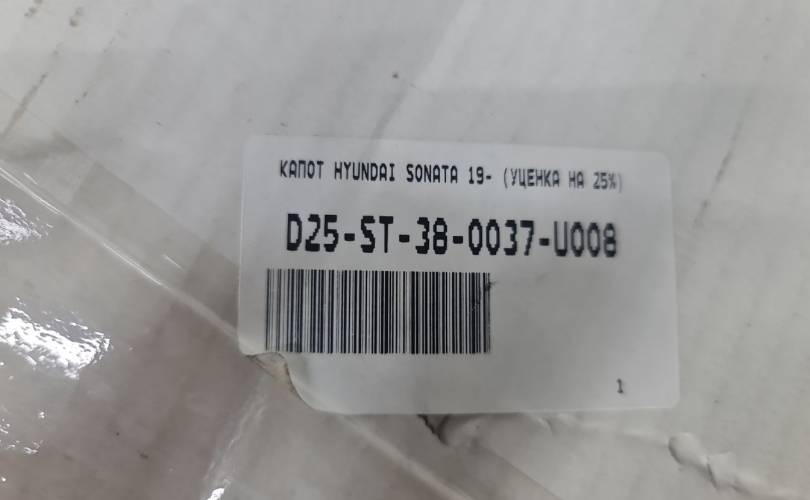 КАПОТ HYUNDAI SONATA 19- (УЦЕНКА НА 25%)
D25-ST-38-0037-U008
1